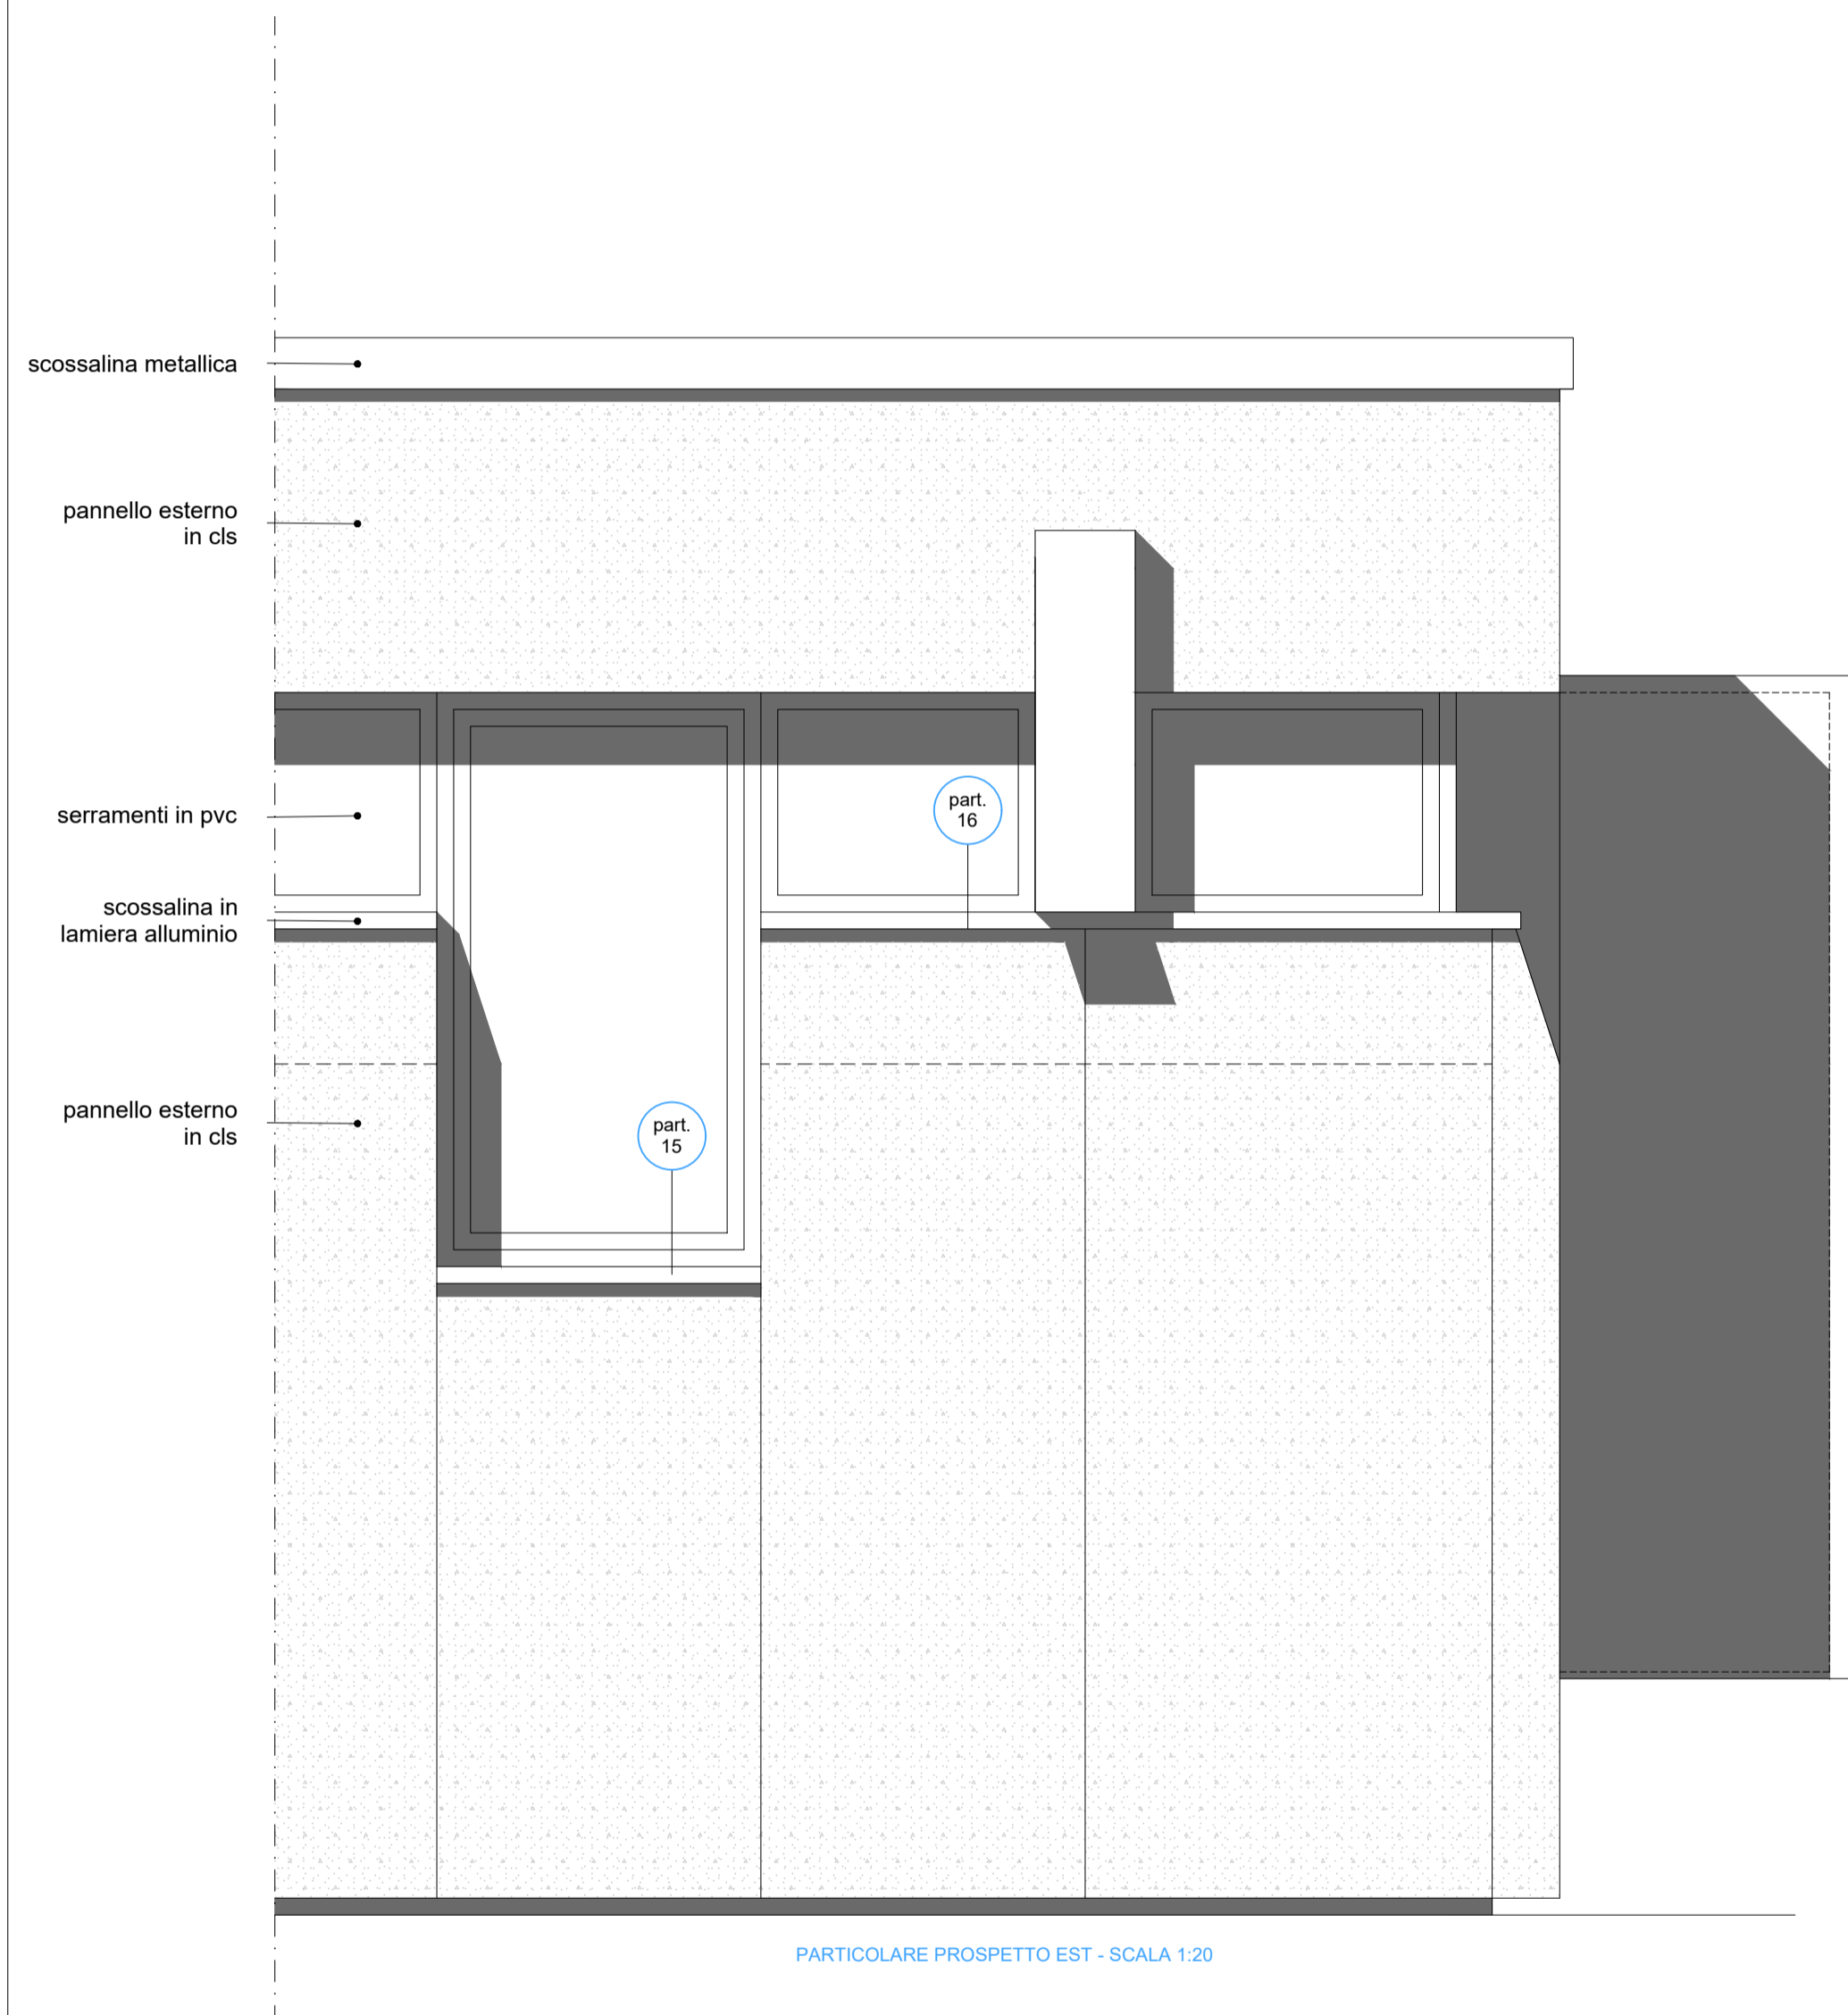 scossalina metallica
pannello esterno
in cls
serramenti in pvc
part.
16
scossalina in
lamiera alluminio
pannello esterno
in cls
part.
15
PARTICOLARE PROSPETTO EST - SCALA 1:20